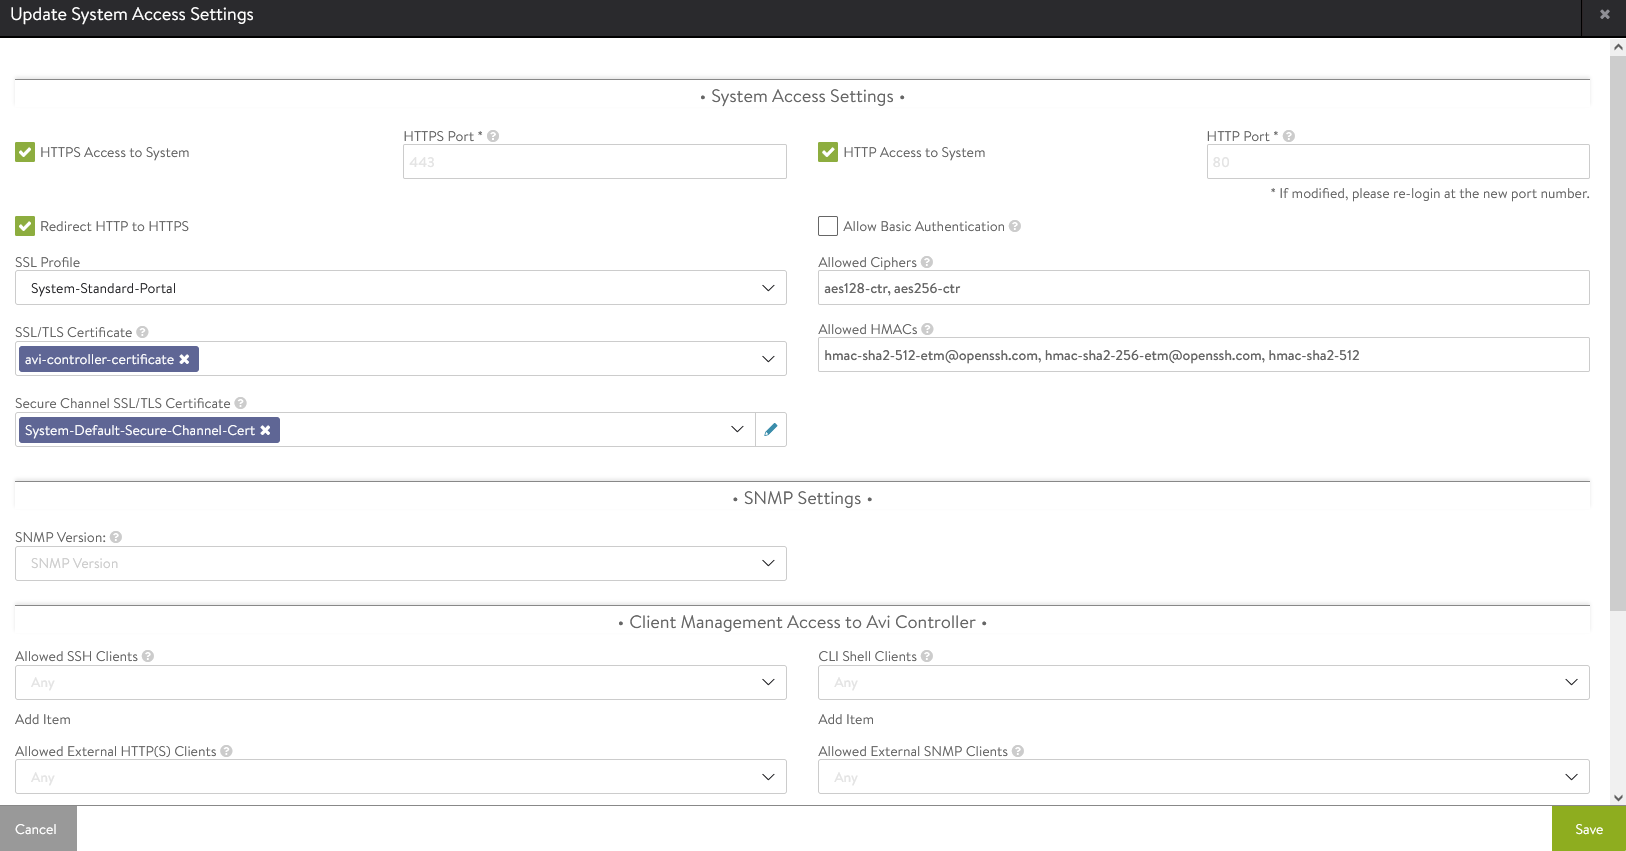 Update System Access Settings
• System Access Settings •
HTTPS Access to System
HTTPS Port *
443
HTTP Access to System
HTTP Port *
80
* If modified, please re-login at the new port number.
Redirect HTTP to HTTPS
Allow Basic Authentication
SSL Profile
System-Standard-Portal
Allowed Ciphers
aes128-ctr, aes256-ctr
SSL/TLS Certificate
avi-controller-certificate
Allowed HMACs
hmac-sha2-512-etm@openssh.com, hmac-sha2-256-etm@openssh.com, hmac-sha2-512
Secure Channel SSL/TLS Certificate
System-Default-Secure-Channel-Cert
• SNMP Settings •
SNMP Version:
SNMP Version
• Client Management Access to Avi Controller •
Allowed SSH Clients
Any
Add Item
CLI Shell Clients
Any
Add Item
Allowed External HTTP(S) Clients
Any
Allowed External SNMP Clients
Any
Cancel
Save